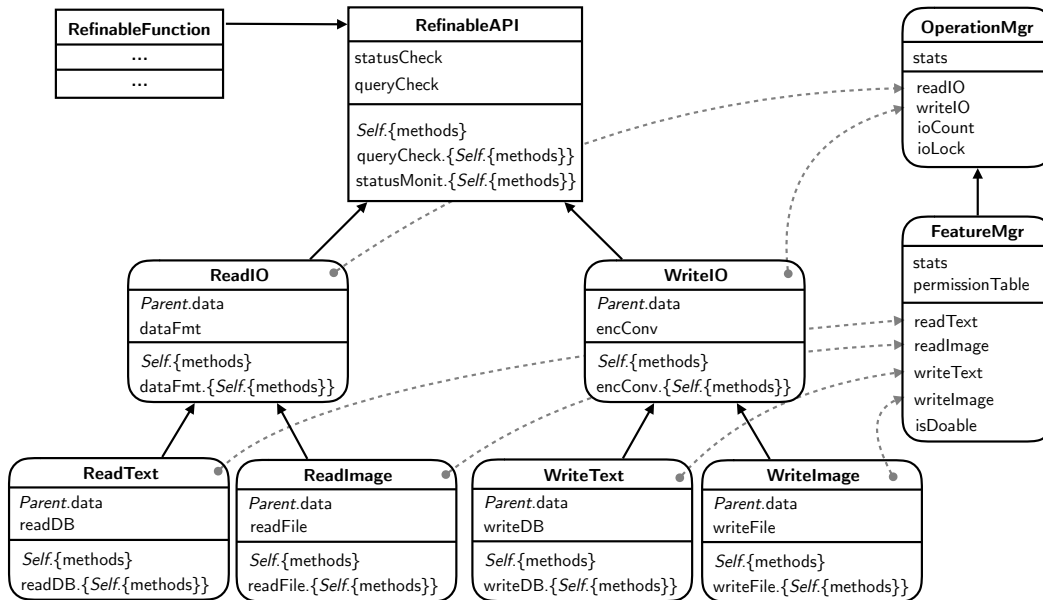 RefinableFunction
...
...
RefinableAPI
statusCheck
queryCheck
Self.{methods}
queryCheck.{Self.{methods}}
statusMonit.{Self.{methods}}
OperationMgr
stats
readIO
writeIO
ioCount
ioLock
ReadIO
Parent.data
dataFmt
Self.{methods}
dataFmt.{Self.{methods}}
WriteIO
Parent.data
encConv
Self.{methods}
encConv.{Self.{methods}}
FeatureMgr
stats
permissionTable
readText
readImage
writeText
writeImage
isDoable
ReadText
Parent.data
readDB
Self.{methods}
readDB.{Self.{methods}}
ReadImage
Parent.data
readFile
Self.{methods}
readFile.{Self.{methods}}
WriteText
Parent.data
writeDB
Self.{methods}
writeDB.{Self.{methods}}
WriteImage
Parent.data
writeFile
Self.{methods}
writeFile.{Self.{methods}}